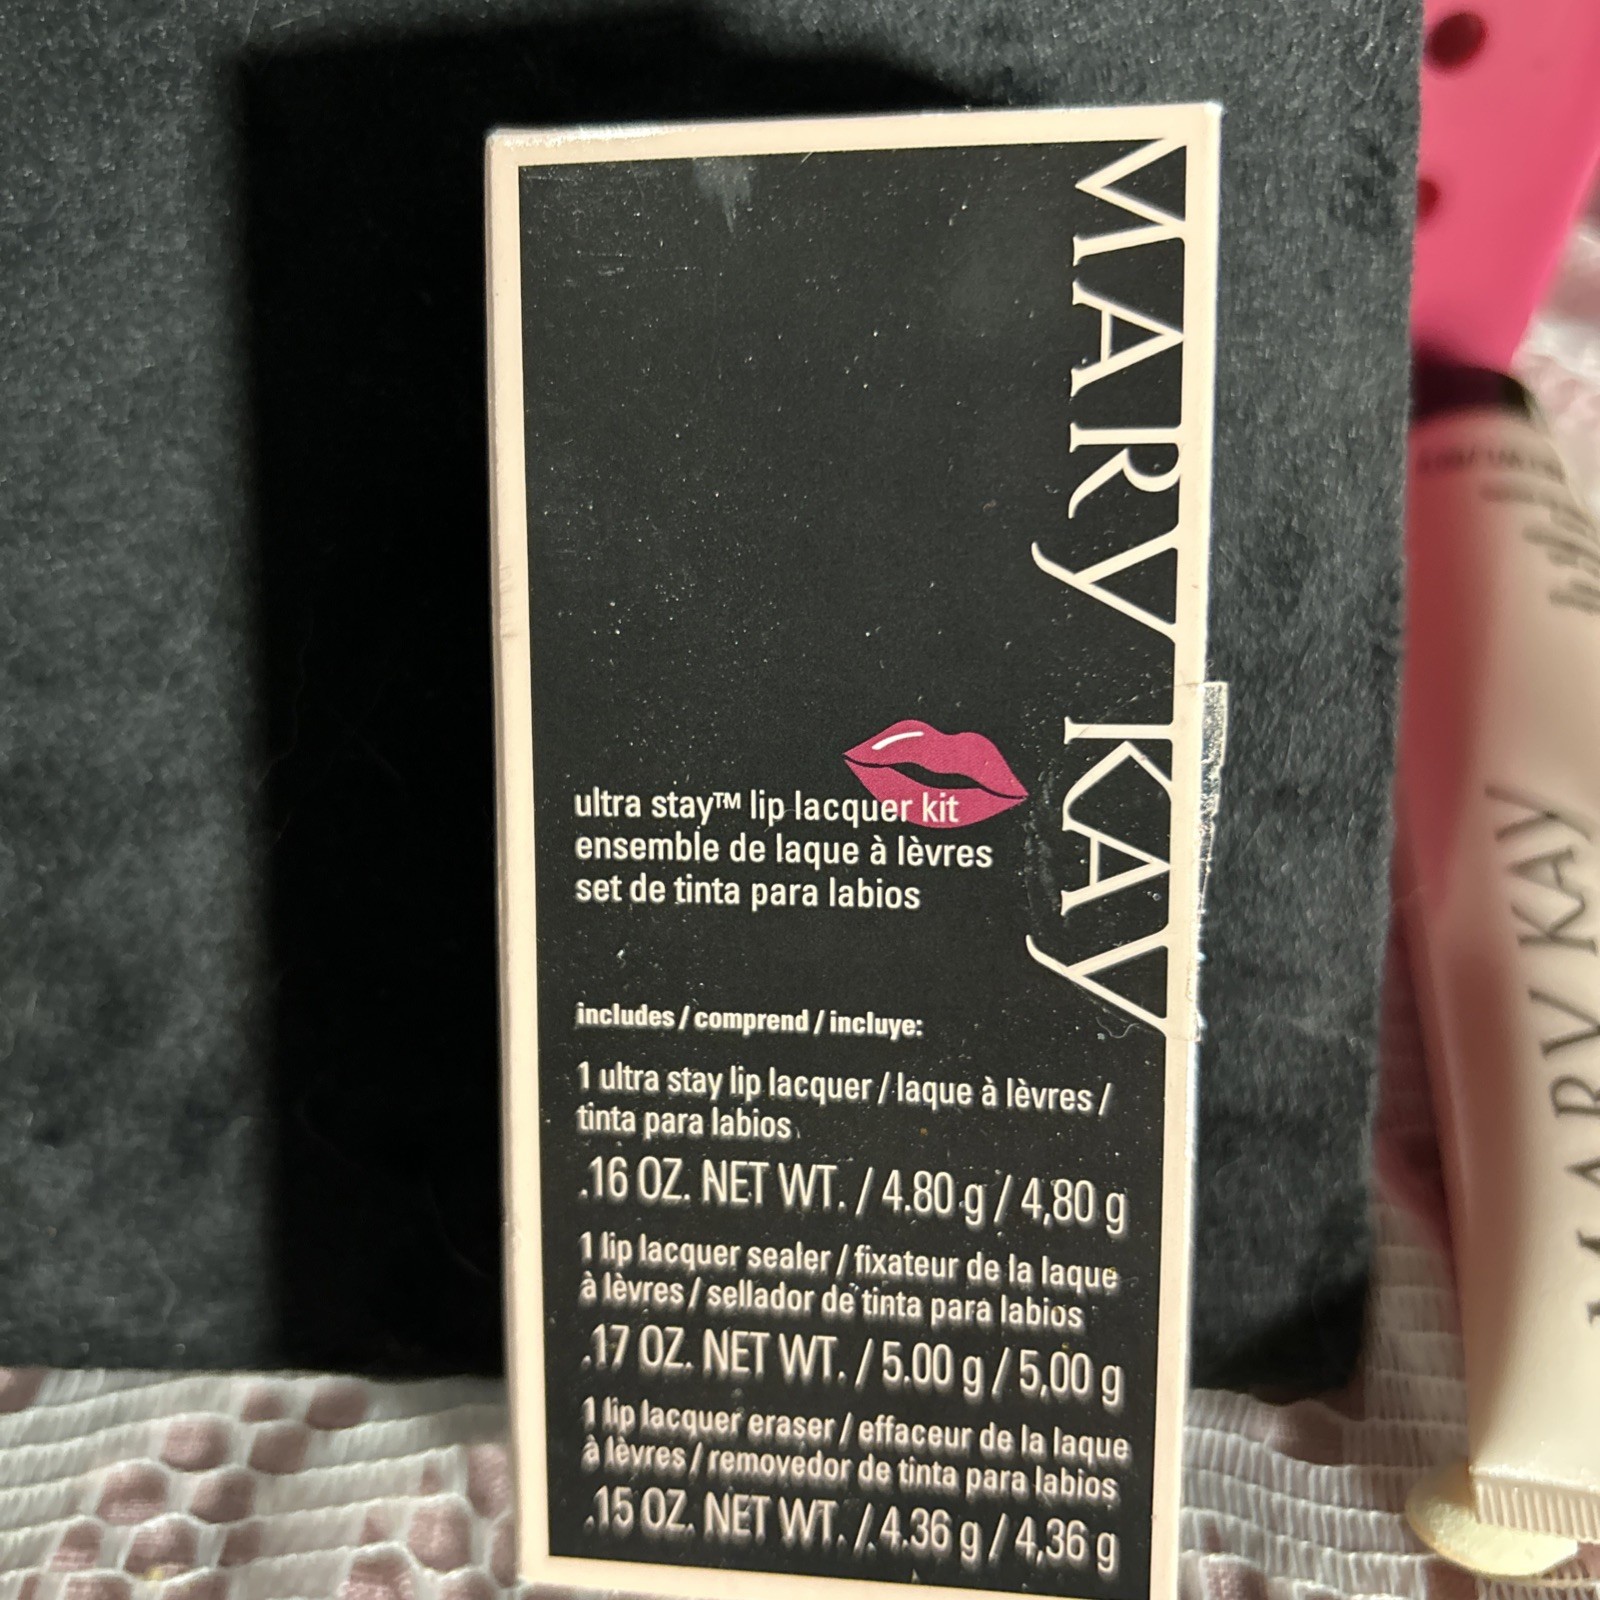 MARY KAY
ultra stay™ lip lacquer kit
ensemble de laque à lèvres
set de tinta para labios
includes / comprend / incluye:
1 ultra stay lip lacquer / laque à lèvres /
tinta para labios
.16 OZ. NET WT. / 4.80 g / 4,80 g
1 lip lacquer sealer / fixateur de la laque
à lèvres / sellador de tinta para labios
.17 OZ. NET WT. / 5.00 g / 5,00 g
1 lip lacquer eraser / effaceur de la laque
à lèvres / removedor de tinta para labios
.15 OZ. NET WT. / 4.36 g / 4,36 g
MARY KAY